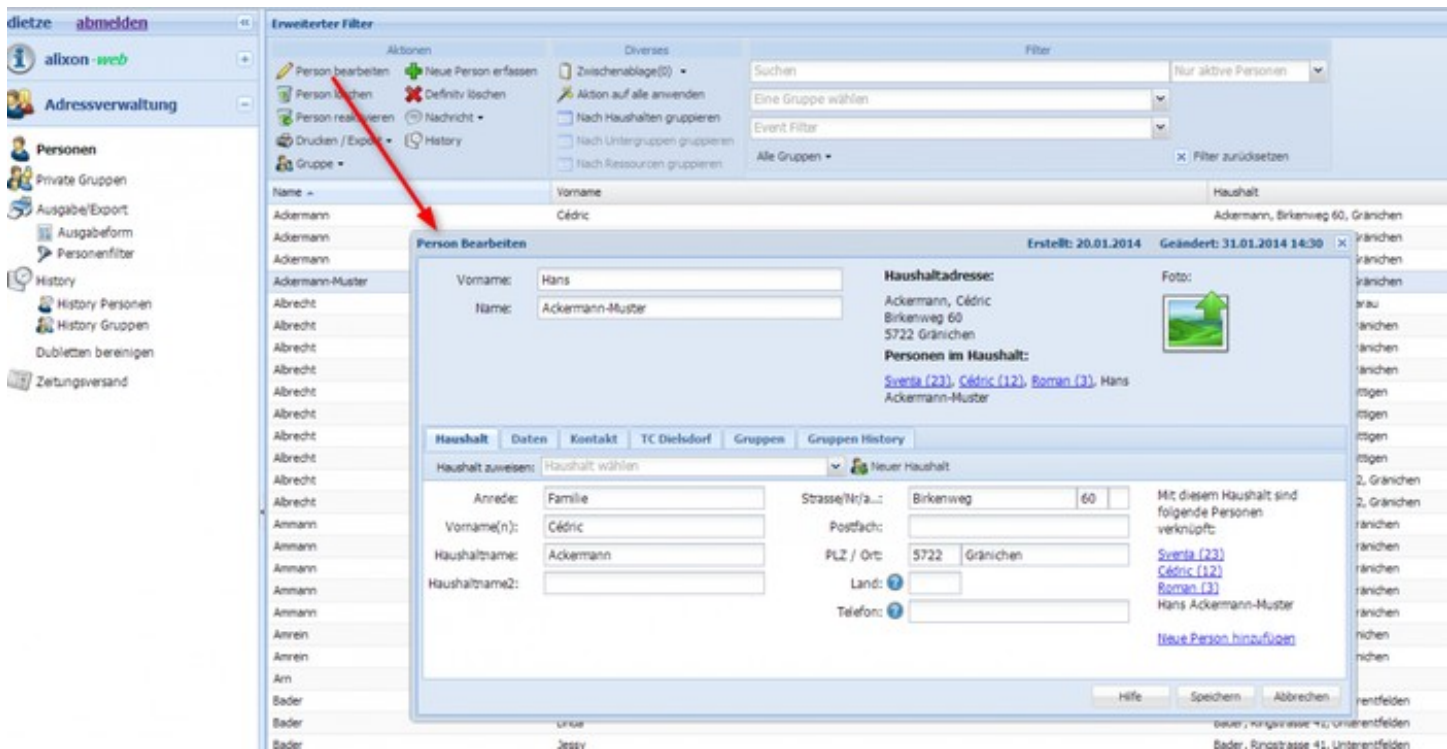 dietze abmelden
alixon-web
Adressverwaltung
Personen
Private Gruppen
Ausgabe/Export
Ausgabeform
Personenfilter
History
History Personen
History Gruppen
Dubletten bereinigen
Zeitungsversand
Erweiterter Filter
Aktionen Diverses Filter
Person bearbeiten Neue Person erfassen Zwischenablage(0) Suchen Nur aktive Personen
Person löschen Definitv löschen Aktion auf alle anwenden Eine Gruppe wählen
Person reaktivieren Nachricht Nach Haushalten gruppieren Event Filter
Drucken / Export History Nach Untergruppen gruppieren
Gruppe Nach Ressourcen gruppieren Alle Gruppen Filter zurücksetzen
Name Vorname Haushalt
Ackermann Cédric Ackermann, Birkenweg 60, Gränichen
Ackermann
Ackermann
Ackermann-Muster
Albrecht
Albrecht
Albrecht
Albrecht
Albrecht
Albrecht
Albrecht
Albrecht
Albrecht 2, Gränichen
Albrecht 2, Gränichen
Ammann
Ammann
Ammann
Ammann
Ammann
Amrein
Amrein
Arn
Bader
Bader
Bader Jessy Bader, Ringstrasse 41, Unterentfelden
Person Bearbeiten Erstellt: 20.01.2014 Geändert: 31.01.2014 14:30
Vorname: Hans
Name: Ackermann-Muster
Haushaltadresse:
Ackermann, Cédric
Birkenweg 60
5722 Gränichen
Personen im Haushalt:
Svenja (23), Cédric (12), Roman (3), Hans
Ackermann-Muster
Foto:
Haushalt Daten Kontakt TC Dielsdorf Gruppen Gruppen History
Haushalt zuweisen: Haushalt wählen Neuer Haushalt
Anrede: Familie
Vorname(n): Cédric
Haushaltname: Ackermann
Haushaltname2:
Strasse/Nr/a...: Birkenweg 60
Postfach:
PLZ / Ort: 5722 Gränichen
Land:
Telefon:
Mit diesem Haushalt sind
folgende Personen
verknüpft:
Svenja (23)
Cédric (12)
Roman (3)
Hans Ackermann-Muster
Neue Person hinzufügen
Hilfe Speichern Abbrechen